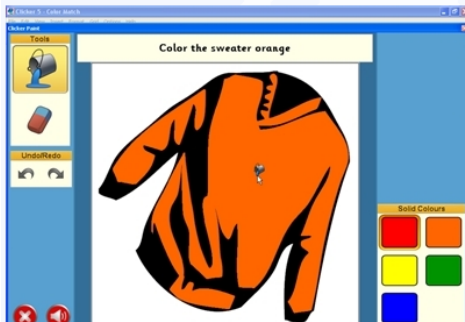 Clicker 5 - Color Match
Clicker Paint
Tools
Color the sweater orange
Undo/Redo
Solid Colours